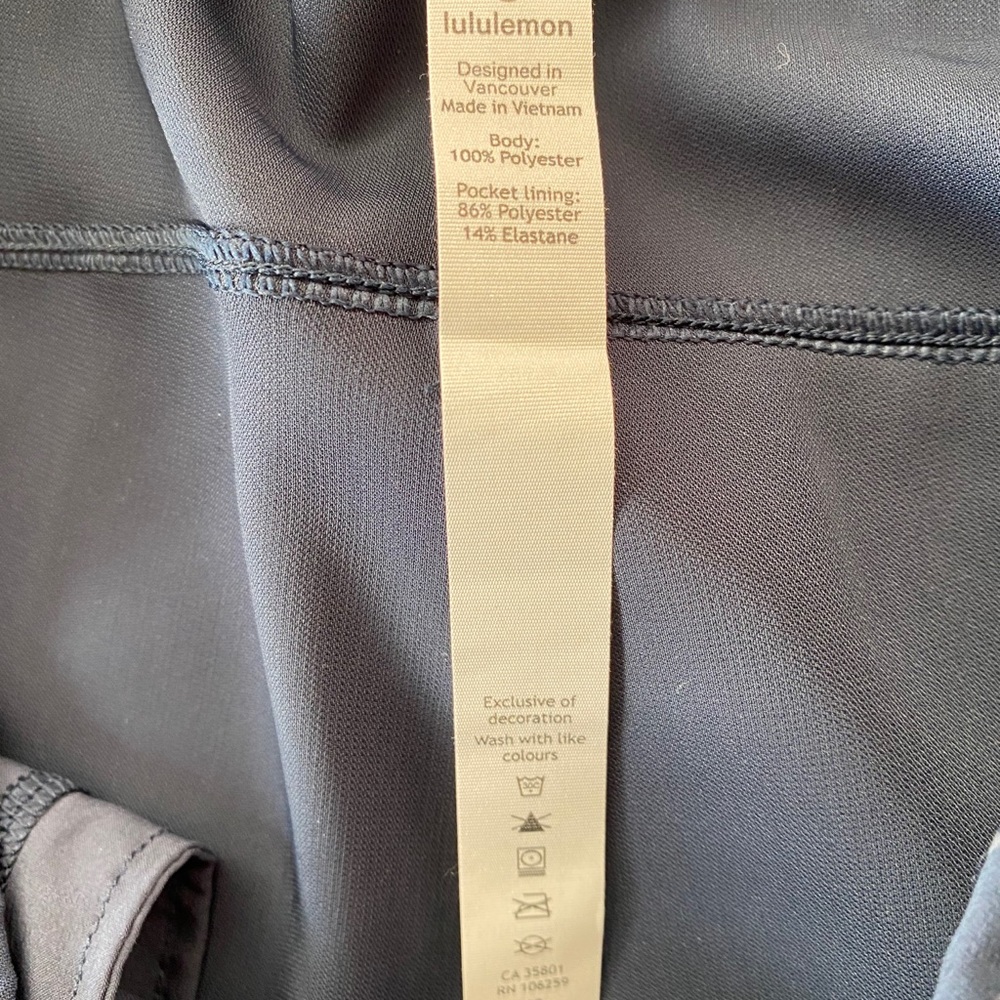 lululemon
Designed in
Vancouver
Made in Vietnam
Body:
100% Polyester
Pocket lining:
86% Polyester
14% Elastane
Exclusive of
decoration
Wash with like
colours
30C
CA 35801
RN 106259